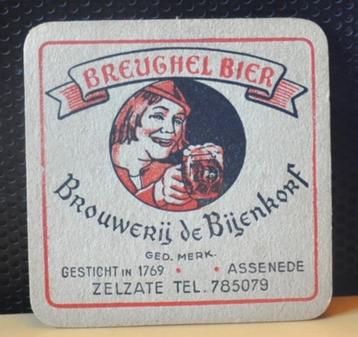 BREUGHEL BIER
Brouwerij de Bijenkorf
GED. MERK.
GESTICHT IN 1769 • • ASSENEDE
ZELZATE TEL. 785079